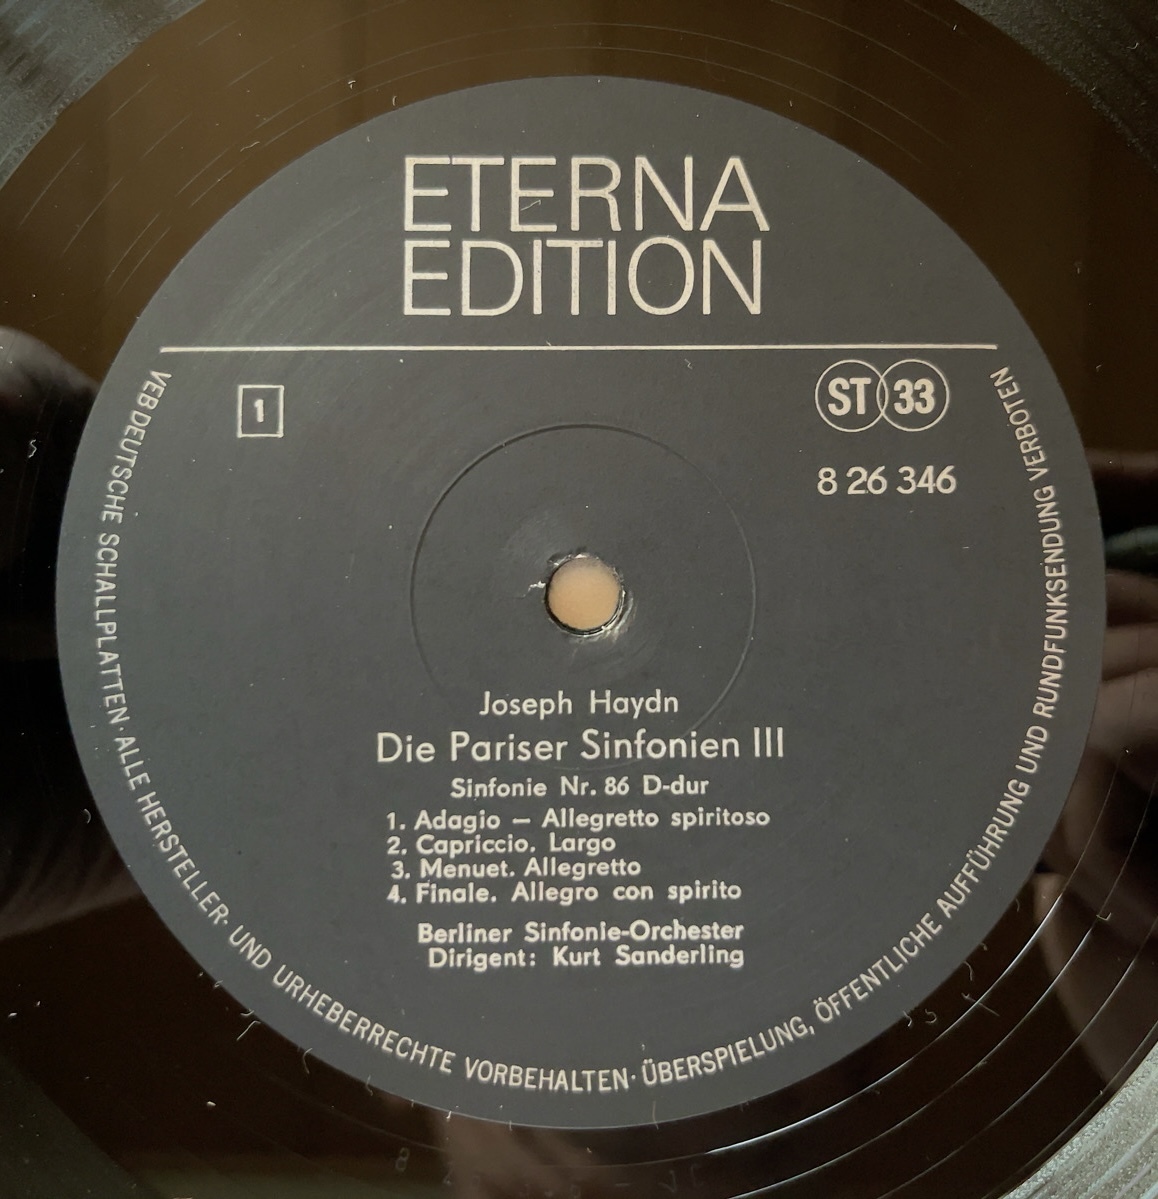 ETERNA
EDITION
1
ST 33
8 26 346
Joseph Haydn
Die Pariser Sinfonien III
Sinfonie Nr. 86 D-dur
1. Adagio — Allegretto spiritoso
2. Capriccio. Largo
3. Menuet. Allegretto
4. Finale. Allegro con spirito
Berliner Sinfonie-Orchester
Dirigent: Kurt Sanderling
VEB DEUTSCHE SCHALLPLATTEN · ALLE HERSTELLER- UND URHEBERRECHTE VORBEHALTEN · ÜBERSPIELUNG, ÖFFENTLICHE AUFFÜHRUNG UND RUNDFUNKSENDUNG VERBOTEN